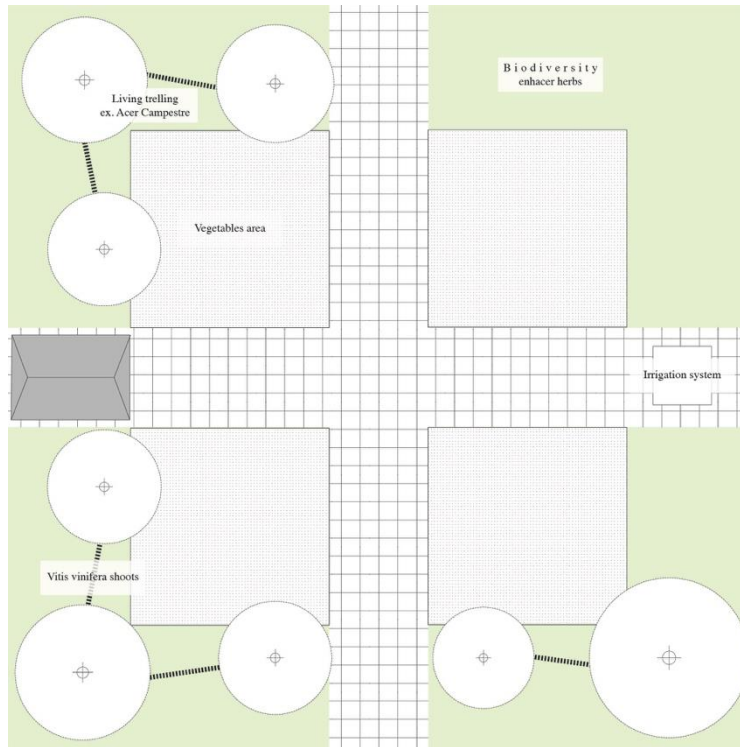 Biodiversity
enhacer herbs
Living trelling
ex. Acer Campestre
Vegetables area
Irrigation system
Vitis vinifera shoots